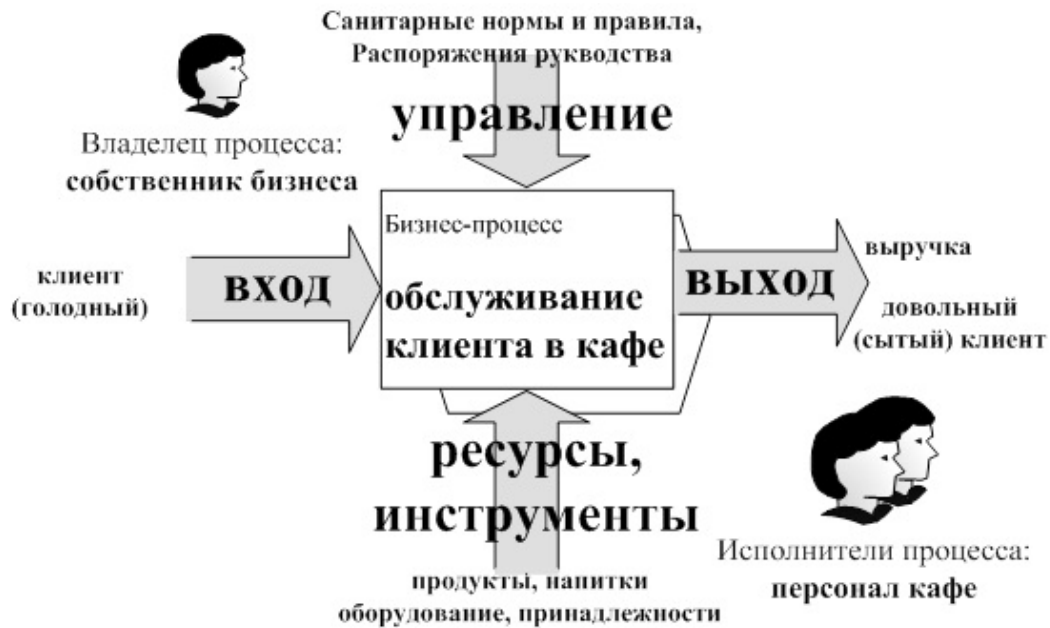 Санитарные нормы и правила,
Распоряжения рукводства
управление
Владелец процесса:
собственник бизнеса
Бизнес-процесс
обслуживание
клиента в кафе
клиент
(голодный)
вход
выход
выручка
довольный
(сытый) клиент
ресурсы,
инструменты
продукты, напитки
оборудование, принадлежности
Исполнители процесса:
персонал кафе